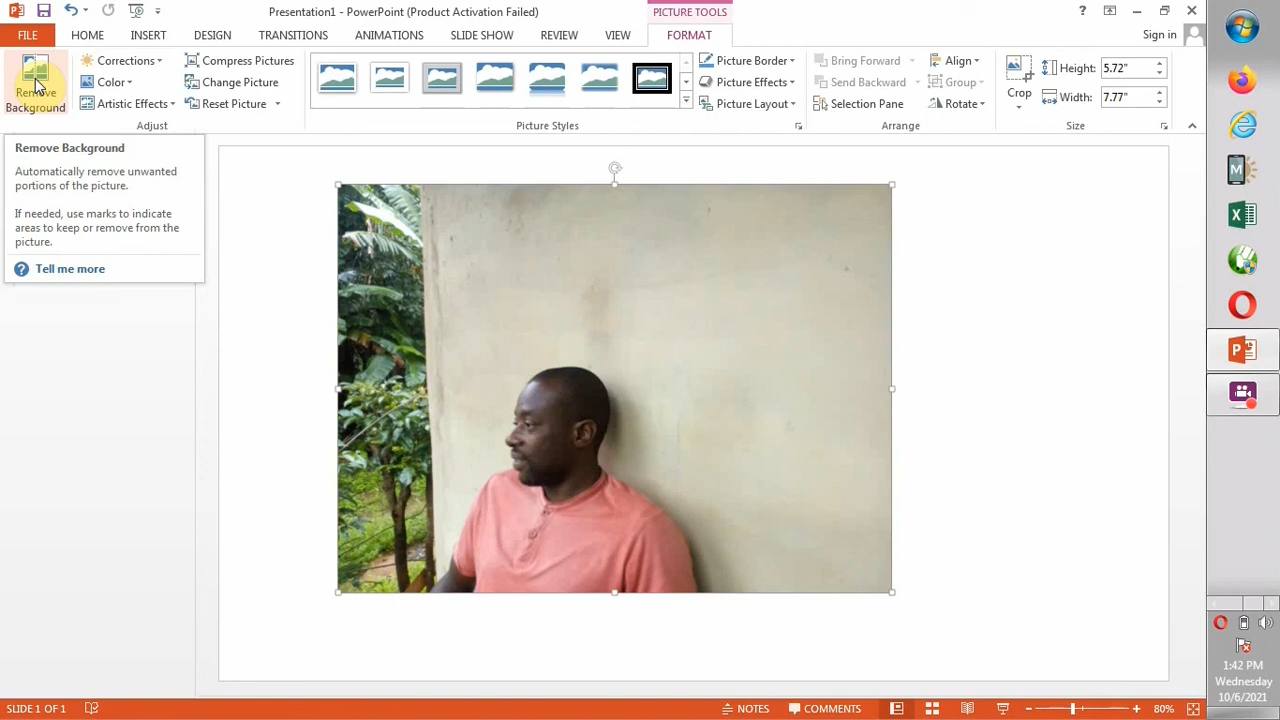 Presentation1 - PowerPoint (Product Activation Failed)
PICTURE TOOLS
FILE HOME INSERT DESIGN TRANSITIONS ANIMATIONS SLIDE SHOW REVIEW VIEW FORMAT Sign in
Remove
Background
Corrections
Color
Artistic Effects
Compress Pictures
Change Picture
Reset Picture
Adjust
Picture Styles
Picture Border
Picture Effects
Picture Layout
Bring Forward
Send Backward
Selection Pane
Align
Group
Rotate
Arrange
Crop
Height: 5.72"
Width: 7.77"
Size
Remove Background
Automatically remove unwanted
portions of the picture.
If needed, use marks to indicate
areas to keep or remove from the
picture.
Tell me more
SLIDE 1 OF 1
NOTES
COMMENTS
80%
1:42 PM
Wednesday
10/6/2021